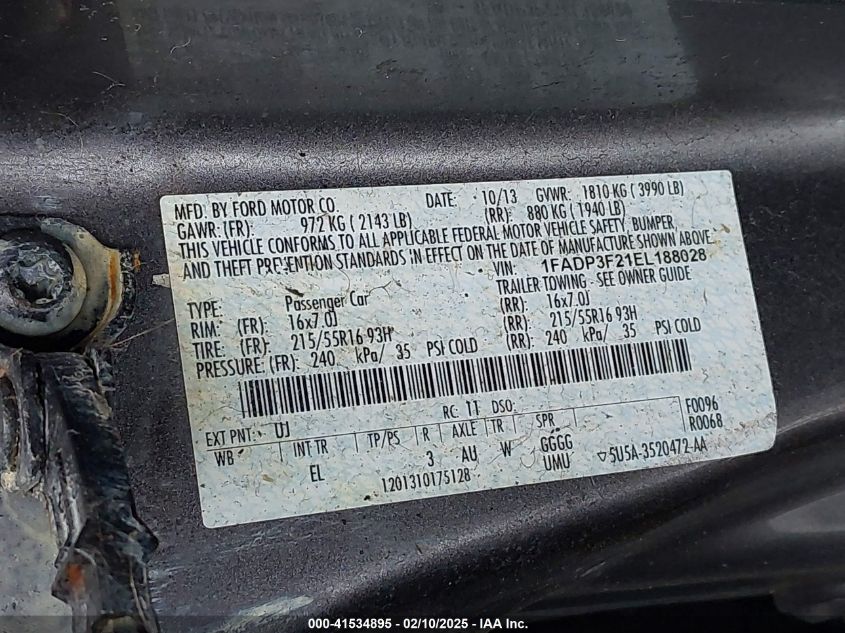 MFD. BY FORD MOTOR CO. DATE: 10/13 GVWR: 1810 KG ( 3990 LB)
GAWR: (FR): 972 KG ( 2143 LB) (RR): 880 KG ( 1940 LB)
THIS VEHICLE CONFORMS TO ALL APPLICABLE FEDERAL MOTOR VEHICLE SAFETY, BUMPER,
AND THEFT PREVENTION STANDARDS IN EFFECT ON THE DATE OF MANUFACTURE SHOWN ABOVE.
VIN: 1FADP3F21EL188028
TYPE: Passenger Car TRAILER TOWING - SEE OWNER GUIDE
RIM: (FR): 16x7.0J (RR): 16x7.0J
TIRE: (FR): 215/55R16 93H (RR): 215/55R16 93H
PRESSURE: (FR): 240 kPa/ 35 PSI COLD (RR): 240 kPa/ 35 PSI COLD
EXT PNT: UJ RC: 11 DSO: F0096
WB INT TR TP/PS R AXLE TR SPR R0068
EL 3 AU W GGGG ▽5U5A-3520472-AA
1201310175128 UMU
000-41534895 - 02/10/2025 - IAA Inc.